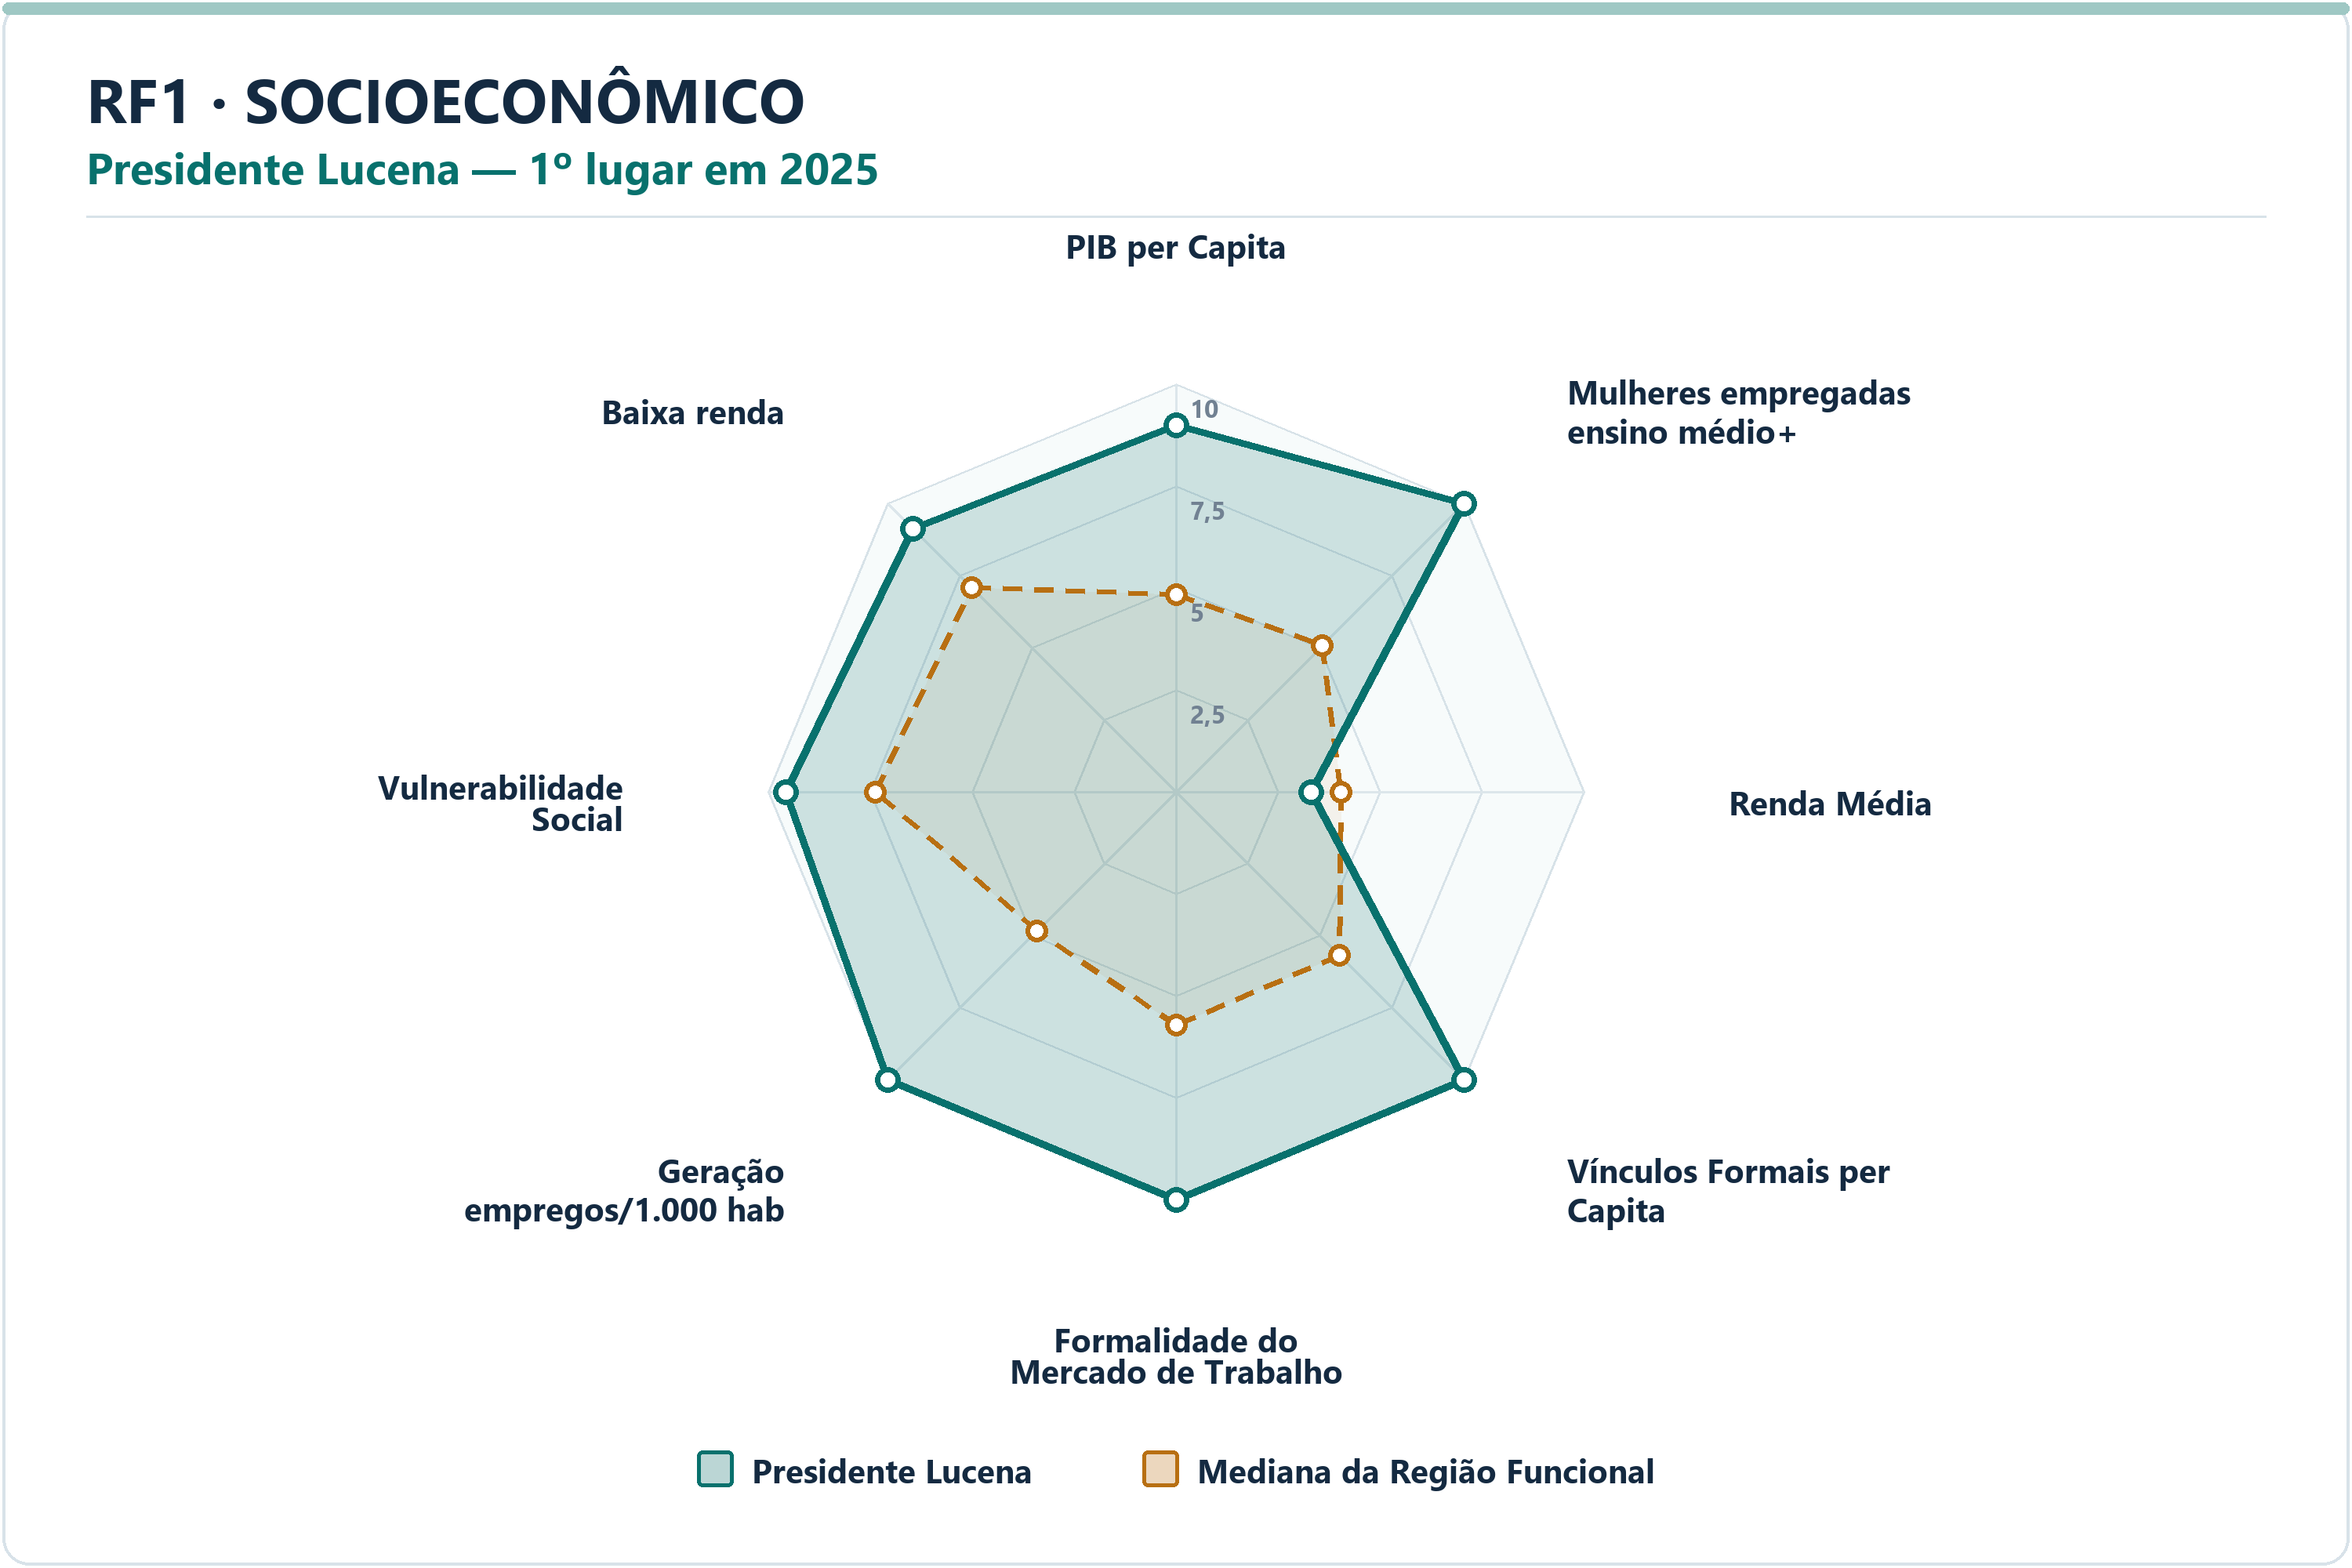 RF1 · SOCIOECONÔMICO
Presidente Lucena — 1º lugar em 2025
PIB per Capita
Mulheres empregadas
ensino médio+
Baixa renda
10
7,5
5
2,5
Vulnerabilidade
Social
Renda Média
Geração
empregos/1.000 hab
Vínculos Formais per
Capita
Formalidade do
Mercado de Trabalho
Presidente Lucena
Mediana da Região Funcional